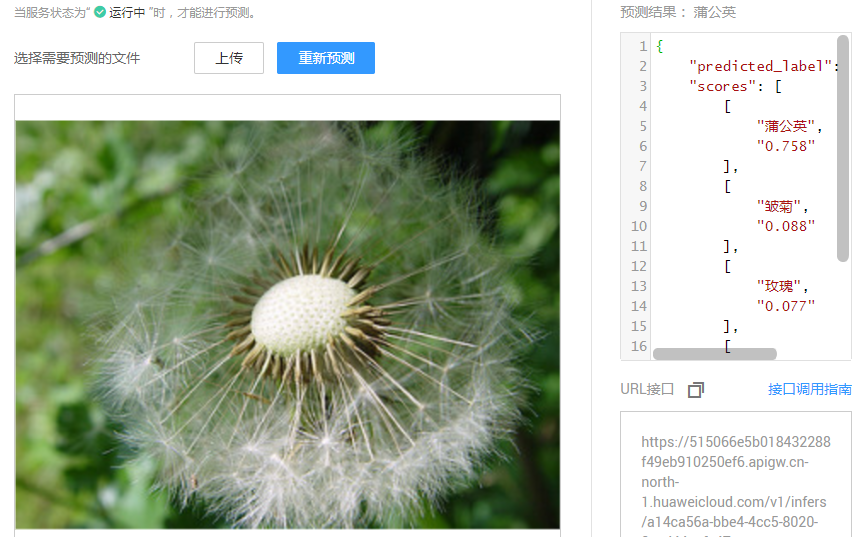 当服务状态为“ 运行中 ”时，才能进行预测。
选择需要预测的文件 上传 重新预测
预测结果： 蒲公英
1 {
2 "predicted_label":
3 "scores": [
4 [
5 "蒲公英",
6 "0.758"
7 ],
8 [
9 "皱菊",
10 "0.088"
11 ],
12 [
13 "玫瑰",
14 "0.077"
15 ],
16 [
URL接口 接口调用指南
https://515066e5b018432288
f49eb910250ef6.apigw.cn-
north-
1.huaweicloud.com/v1/infers
/a14ca56a-bbe4-4cc5-8020-